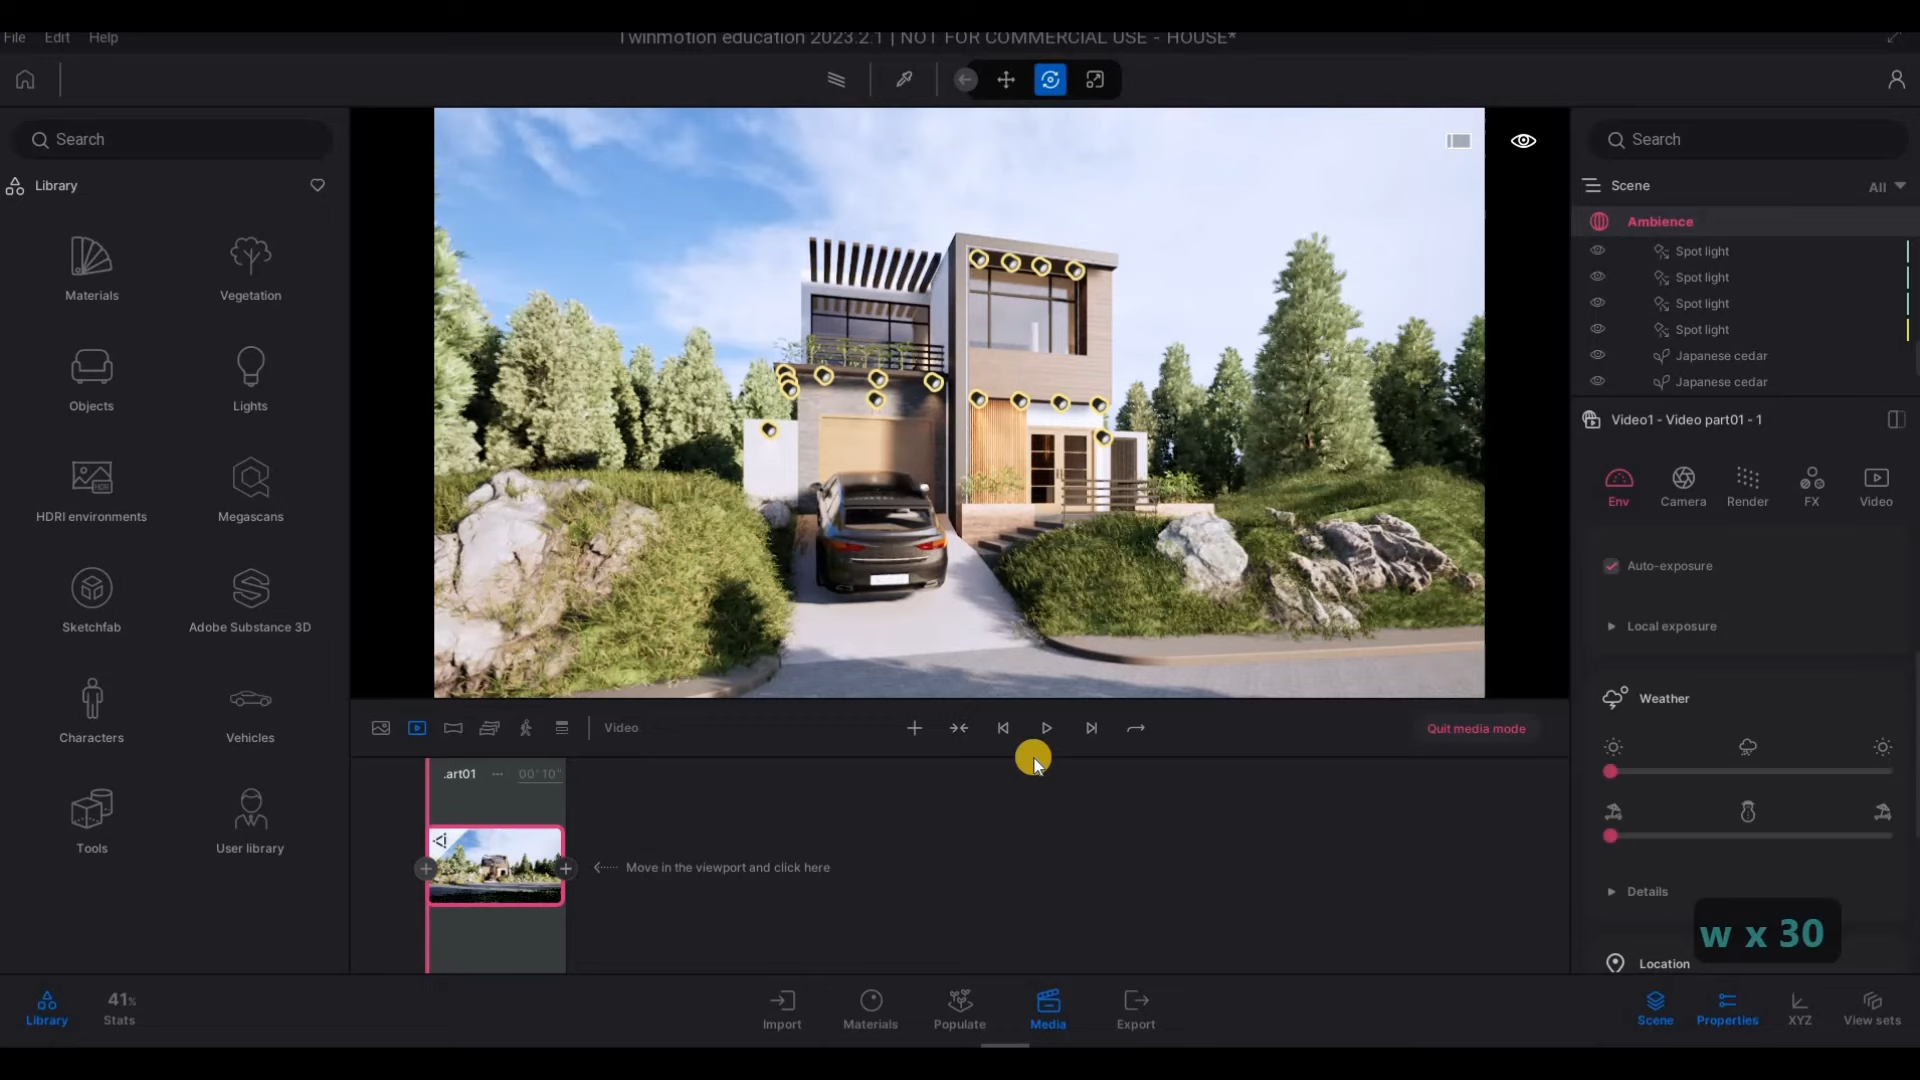 File Edit Help
Twinmotion education 2023.2.1 | NOT FOR COMMERCIAL USE - HOUSE*
Search
Library
Materials
Vegetation
Objects
Lights
HDRI environments
Megascans
Sketchfab
Adobe Substance 3D
Characters
Vehicles
Tools
User library
Video
Quit media mode
.art01 ··· 00'10"
Move in the viewport and click here
Search
Scene All
Ambience
Spot light
Spot light
Spot light
Spot light
Japanese cedar
Japanese cedar
Video1 - Video part01 - 1
Env Camera Render FX Video
Auto-exposure
Local exposure
Weather
Details
w x 30
Location
Library
41%
Stats
Import
Materials
Populate
Media
Export
Scene
Properties
XYZ
View sets